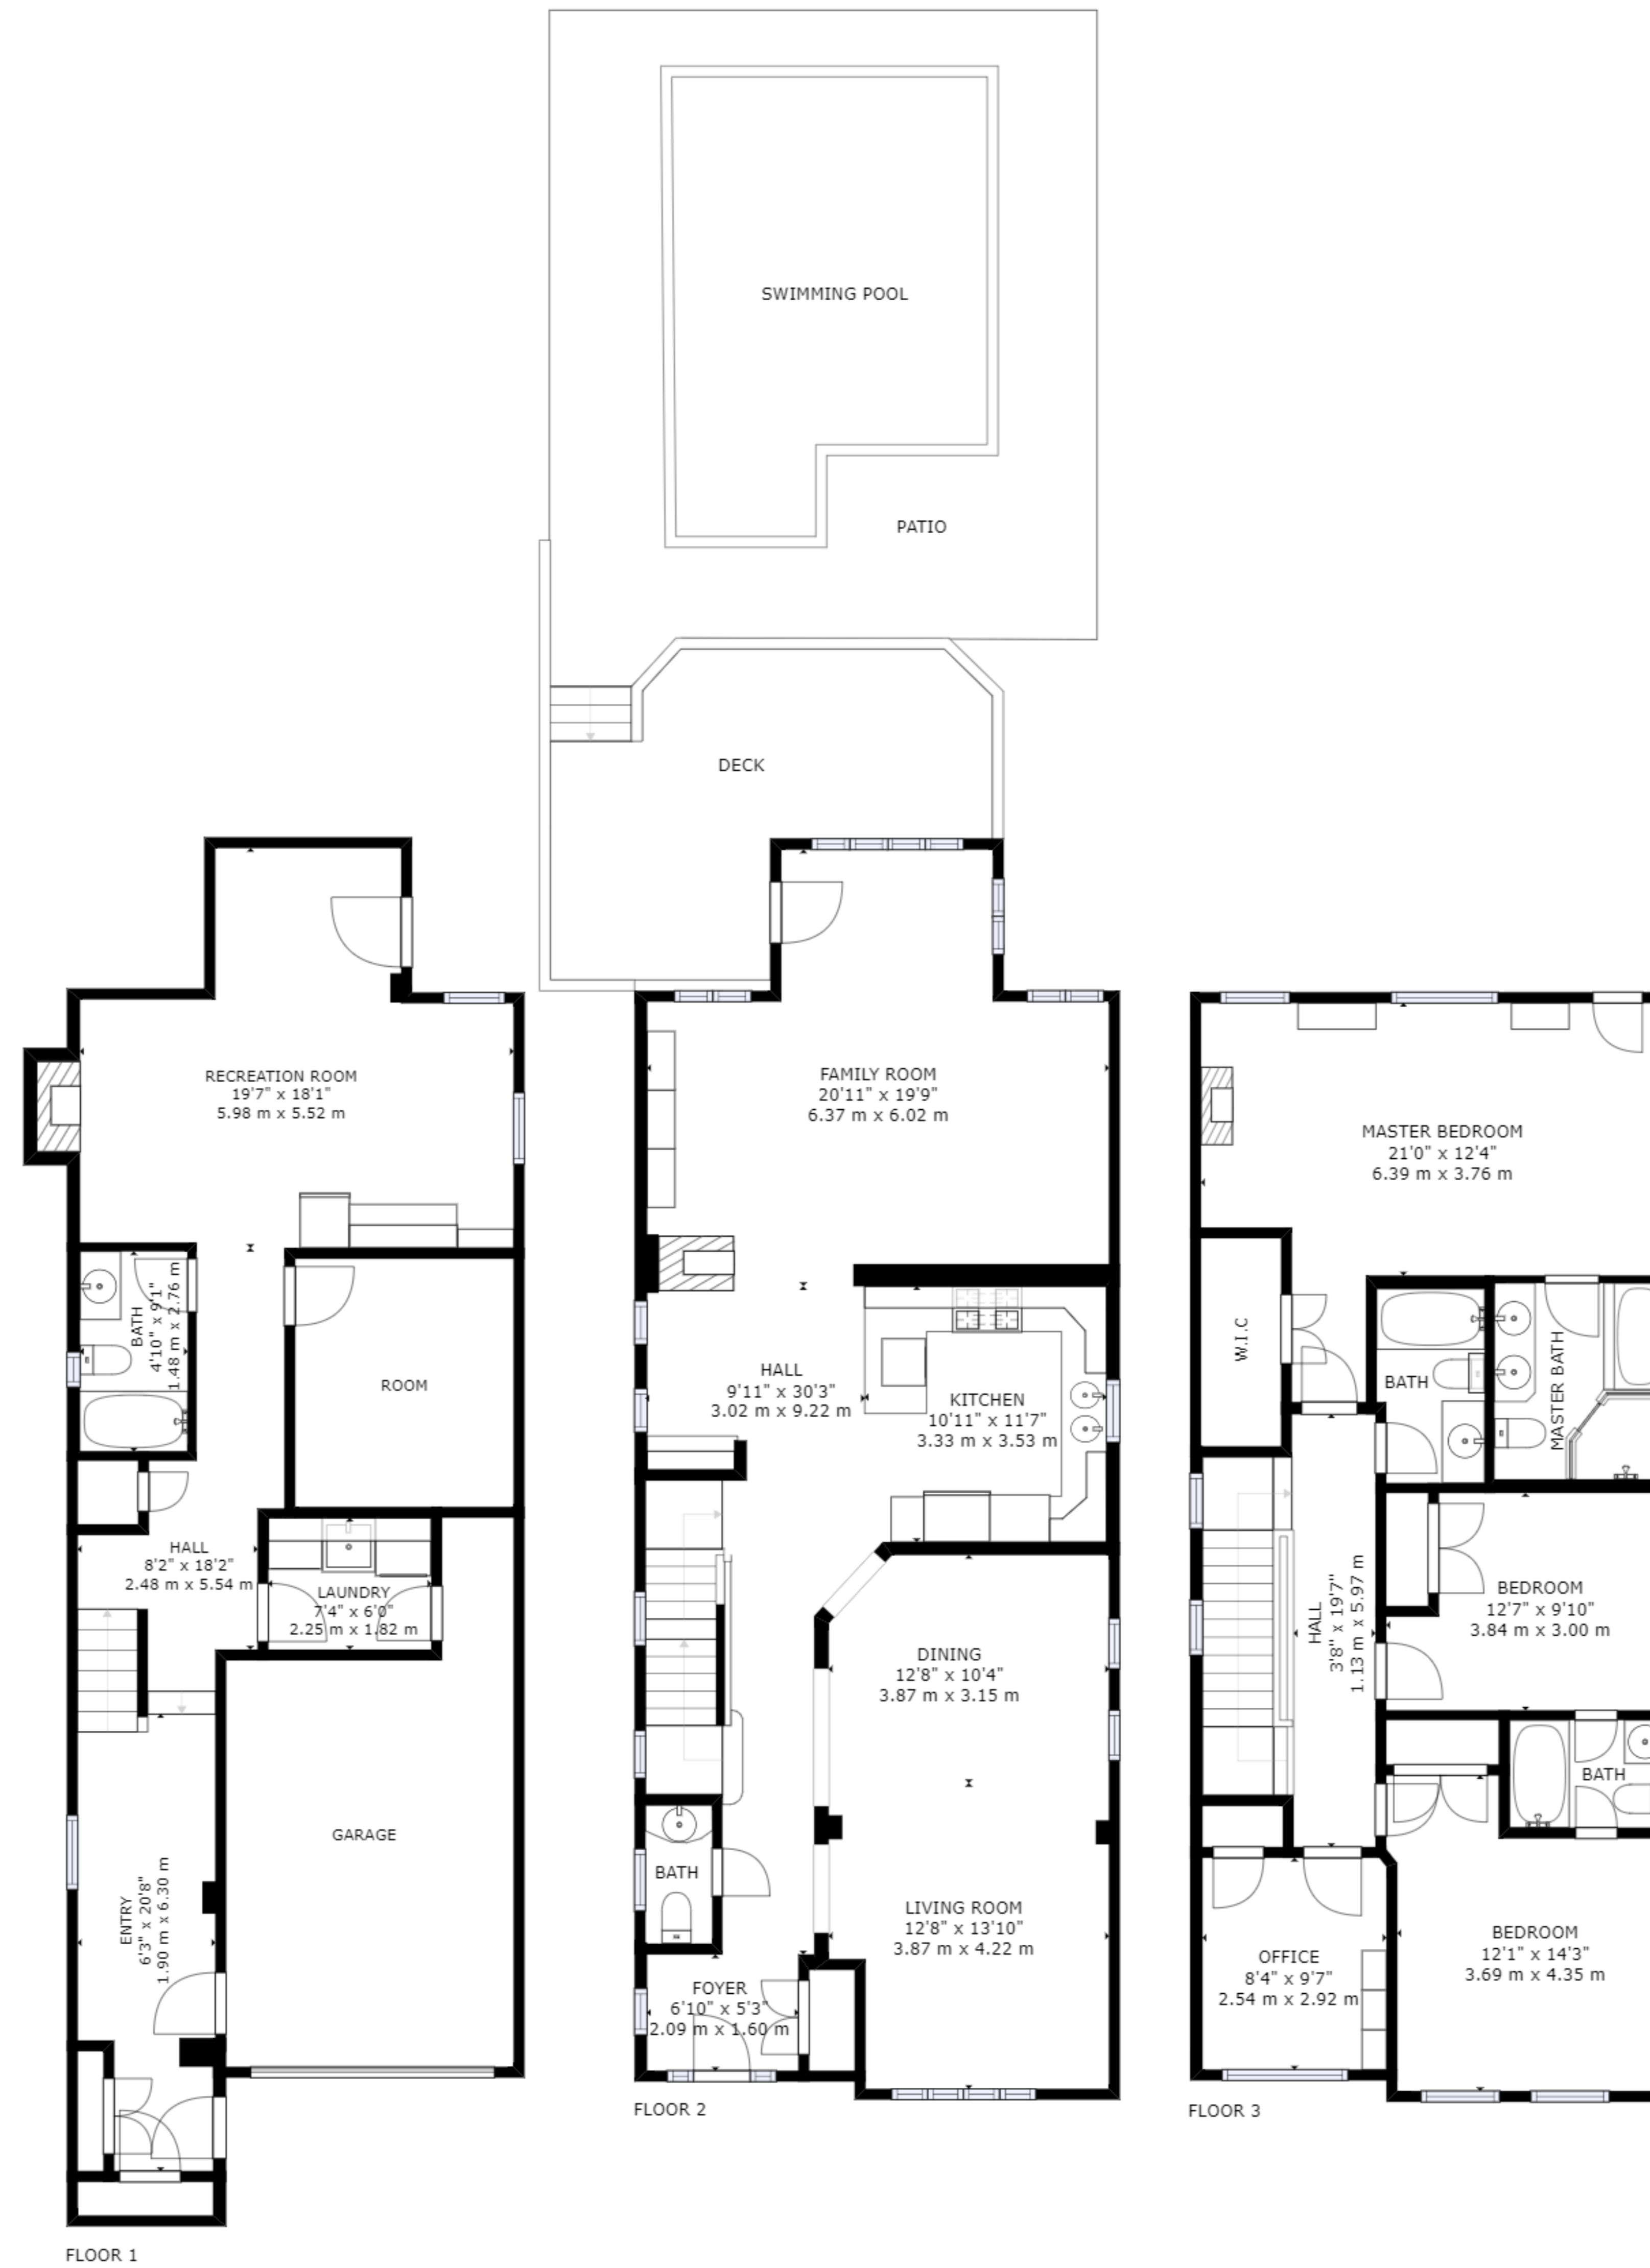 SWIMMING POOL
PATIO
DECK
RECREATION ROOM
19'7" x 18'1"
5.98 m x 5.52 m
BATH
4'10" x 9'1"
1.48 m x 2.76 m
ROOM
HALL
8'2" x 18'2"
2.48 m x 5.54 m
LAUNDRY
7'4" x 6'0"
2.25 m x 1.82 m
GARAGE
ENTRY
6'3" x 20'8"
1.90 m x 6.30 m
FLOOR 1
FAMILY ROOM
20'11" x 19'9"
6.37 m x 6.02 m
HALL
9'11" x 30'3"
3.02 m x 9.22 m
KITCHEN
10'11" x 11'7"
3.33 m x 3.53 m
DINING
12'8" x 10'4"
3.87 m x 3.15 m
BATH
LIVING ROOM
12'8" x 13'10"
3.87 m x 4.22 m
FOYER
6'10" x 5'3"
2.09 m x 1.60 m
FLOOR 2
MASTER BEDROOM
21'0" x 12'4"
6.39 m x 3.76 m
W.I.C
BATH
MASTER BATH
HALL
3'8" x 19'7"
1.13 m x 5.97 m
BEDROOM
12'7" x 9'10"
3.84 m x 3.00 m
BATH
OFFICE
8'4" x 9'7"
2.54 m x 2.92 m
BEDROOM
12'1" x 14'3"
3.69 m x 4.35 m
FLOOR 3